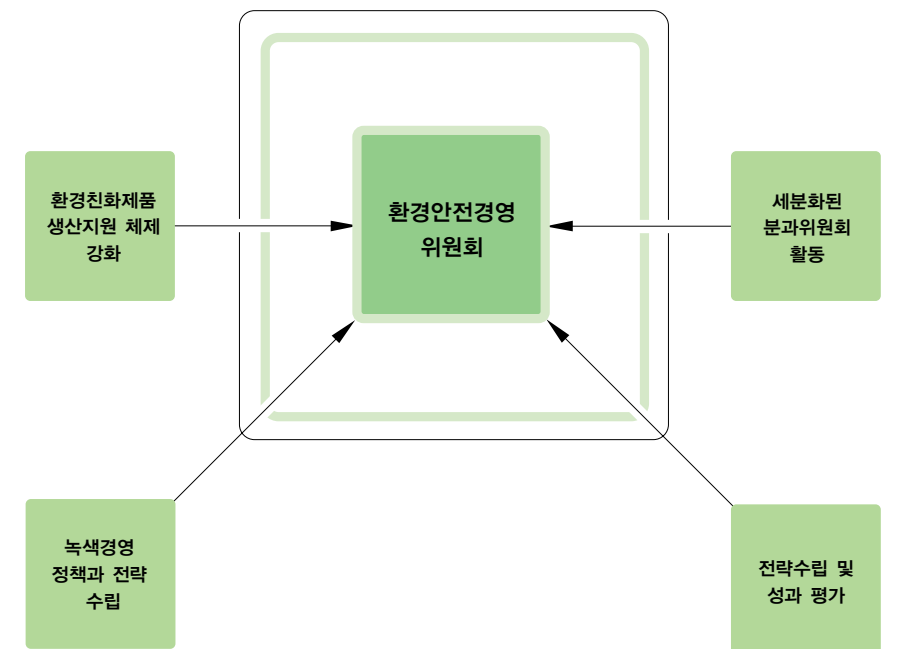 환경친화제품
생산지원 체제
강화
환경안전경영
위원회
세분화된
분과위원회
활동
녹색경영
정책과 전략
수립
전략수립 및
성과 평가